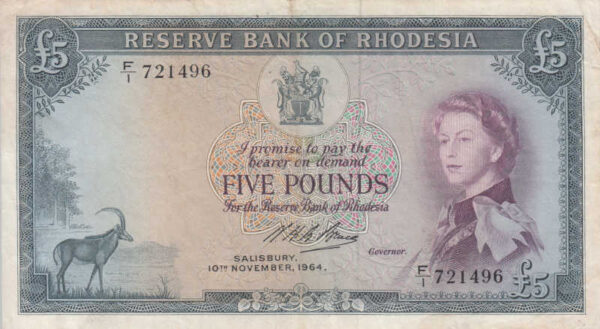 £5 RESERVE BANK OF RHODESIA £5
F/1 721496
I promise to pay the
bearer on demand
FIVE POUNDS
For the Reserve Bank of Rhodesia
SALISBURY.
10TH NOVEMBER, 1964.
Governor.
F/1 721496
£5